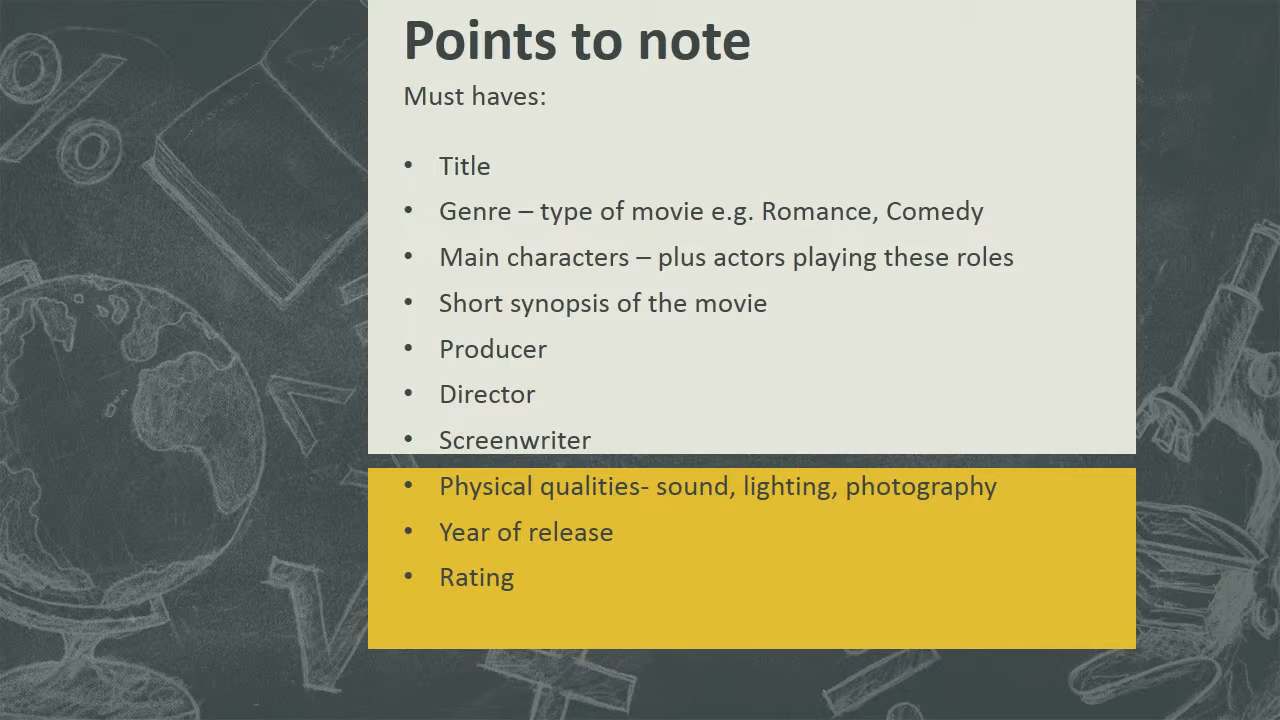 Points to note
Must haves:
• Title
• Genre – type of movie e.g. Romance, Comedy
• Main characters – plus actors playing these roles
• Short synopsis of the movie
• Producer
• Director
• Screenwriter
• Physical qualities- sound, lighting, photography
• Year of release
• Rating